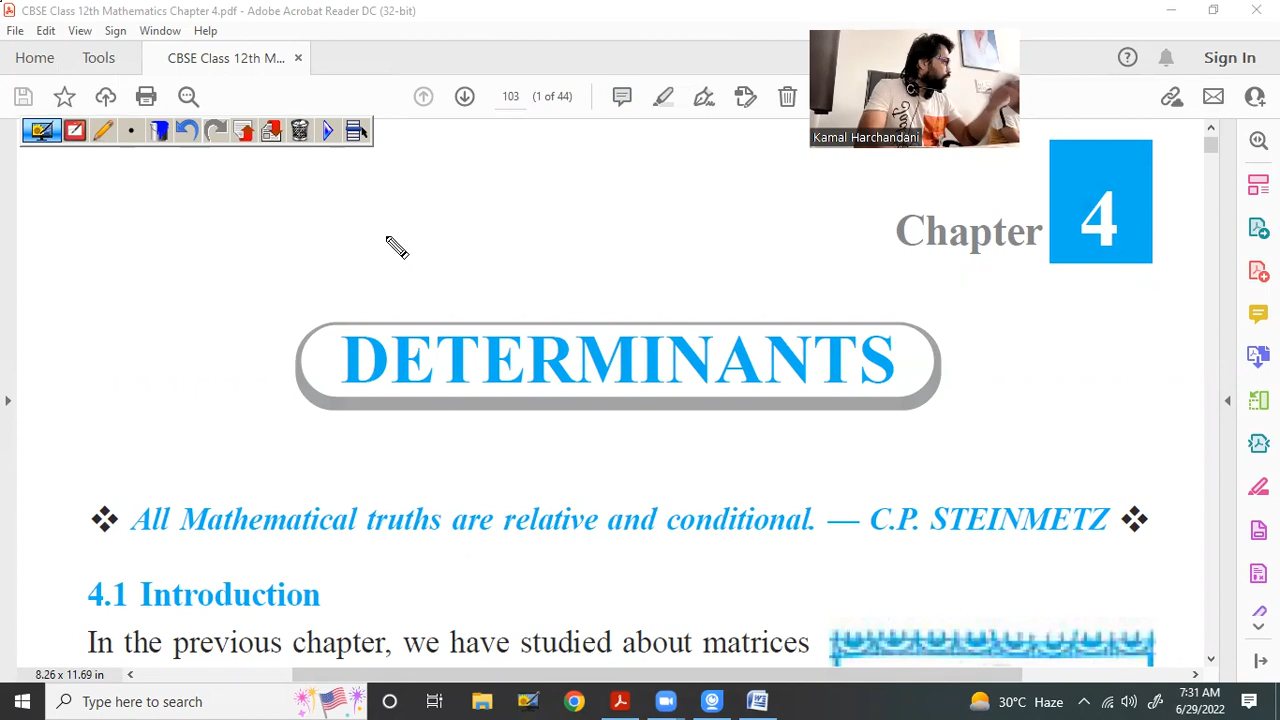 CBSE Class 12th Mathematics Chapter 4.pdf - Adobe Acrobat Reader DC (32-bit)
File Edit View Sign Window Help
Home Tools CBSE Class 12th M... × Sign In
103 (1 of 44)
Kamal Harchandani
Chapter 4
DETERMINANTS
❖ All Mathematical truths are relative and conditional. — C.P. STEINMETZ ❖
4.1 Introduction
In the previous chapter, we have studied about matrices
8.26 x 11.69 in
Type here to search
30°C Haze
7:31 AM
6/29/2022